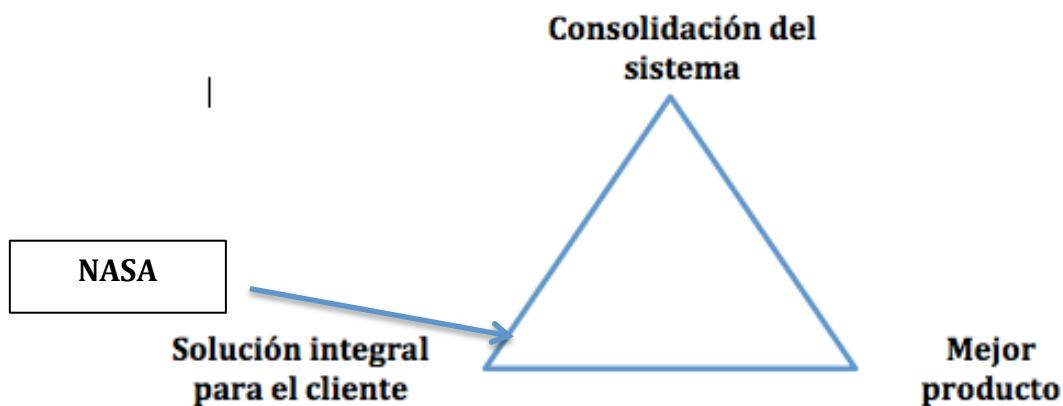 Consolidación del
sistema
NASA
Solución integral
para el cliente
Mejor
producto